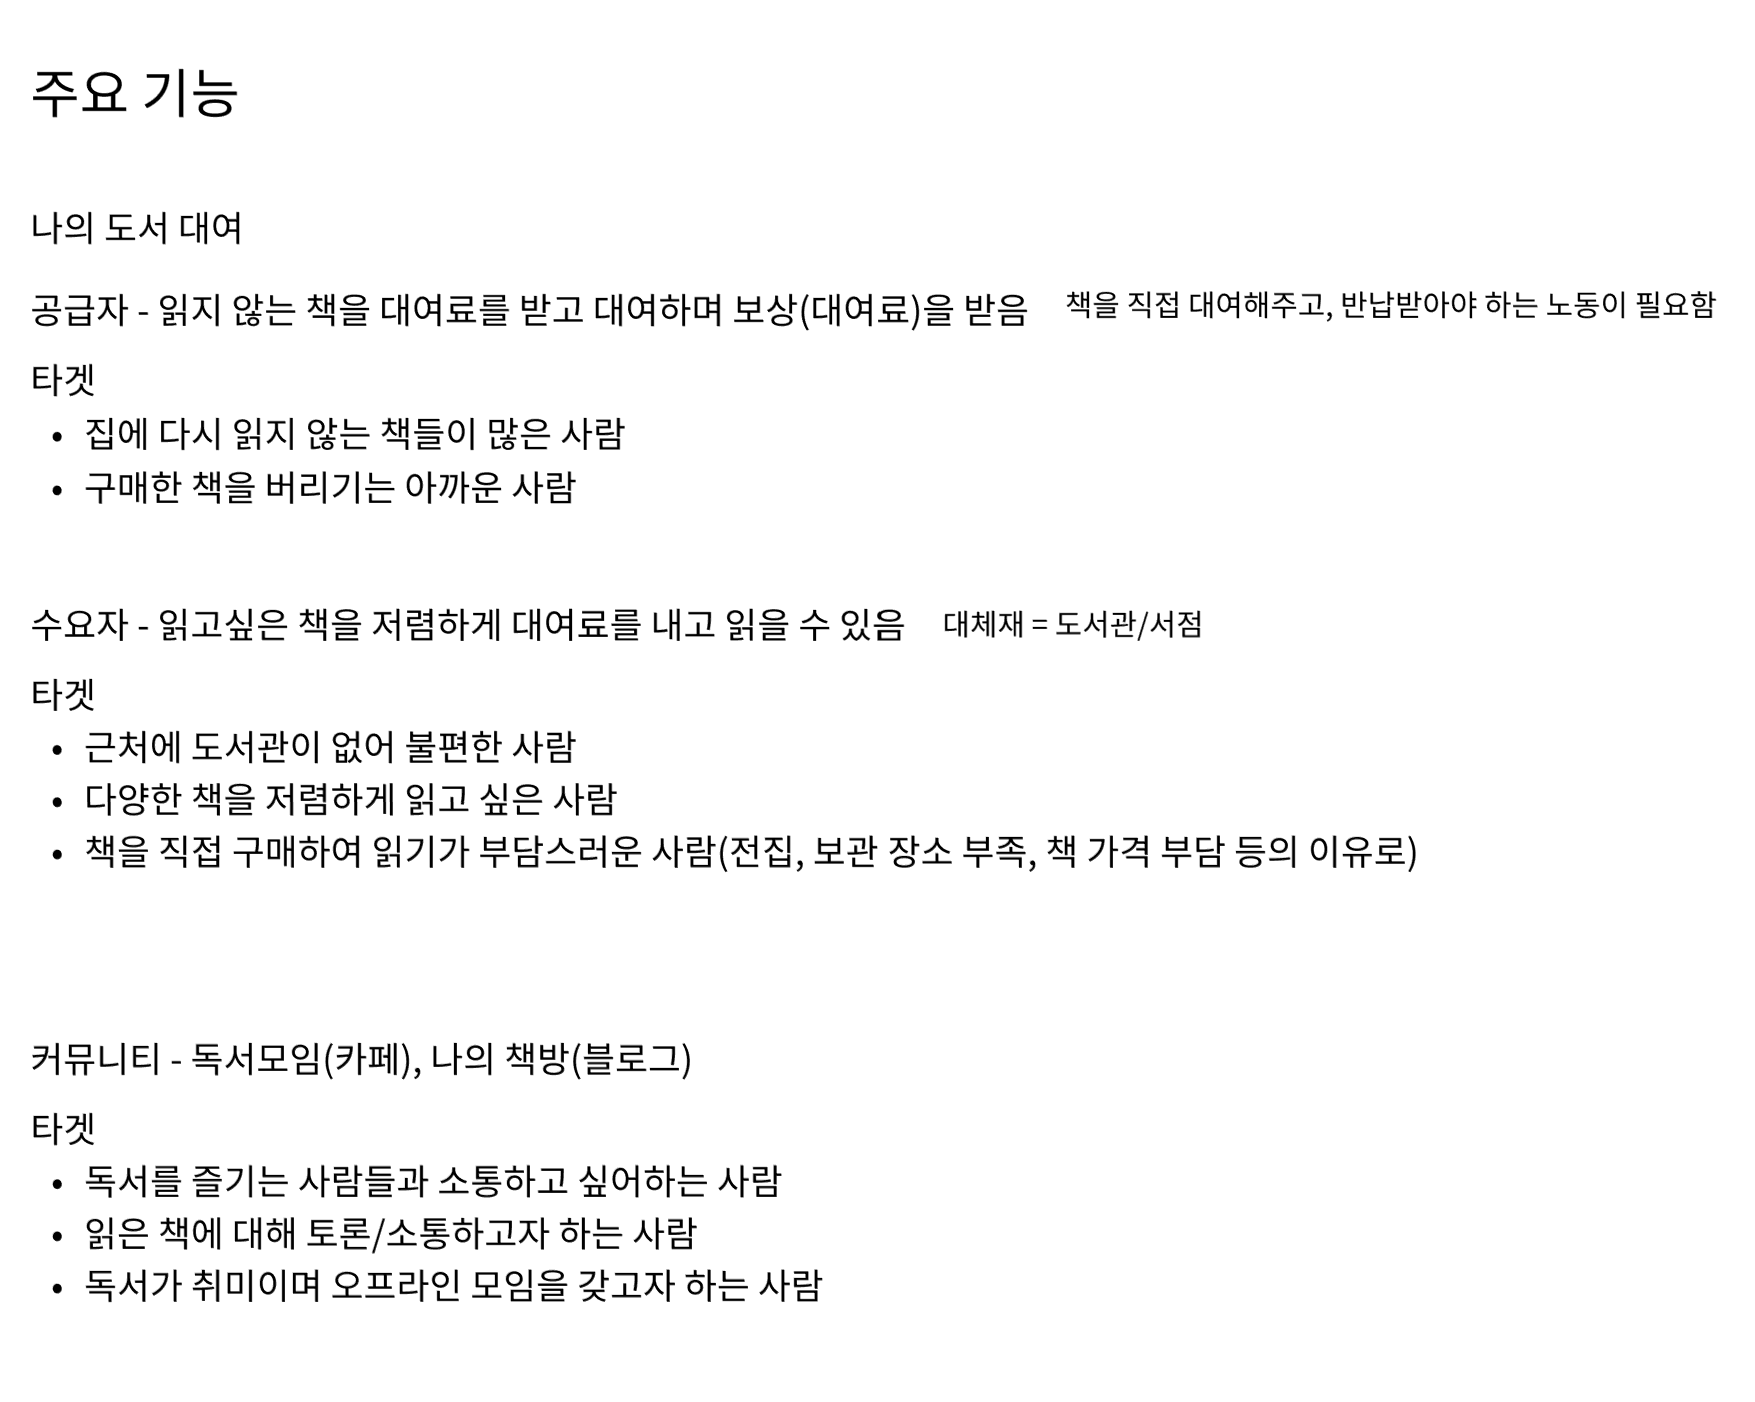 주요 기능
나의 도서 대여
공급자 - 읽지 않는 책을 대여료를 받고 대여하며 보상(대여료)을 받음 책을 직접 대여해주고, 반납받아야 하는 노동이 필요함
타겟
• 집에 다시 읽지 않는 책들이 많은 사람
• 구매한 책을 버리기는 아까운 사람
수요자 - 읽고싶은 책을 저렴하게 대여료를 내고 읽을 수 있음 대체재 = 도서관/서점
타겟
• 근처에 도서관이 없어 불편한 사람
• 다양한 책을 저렴하게 읽고 싶은 사람
• 책을 직접 구매하여 읽기가 부담스러운 사람(전집, 보관 장소 부족, 책 가격 부담 등의 이유로)
커뮤니티 - 독서모임(카페), 나의 책방(블로그)
타겟
• 독서를 즐기는 사람들과 소통하고 싶어하는 사람
• 읽은 책에 대해 토론/소통하고자 하는 사람
• 독서가 취미이며 오프라인 모임을 갖고자 하는 사람